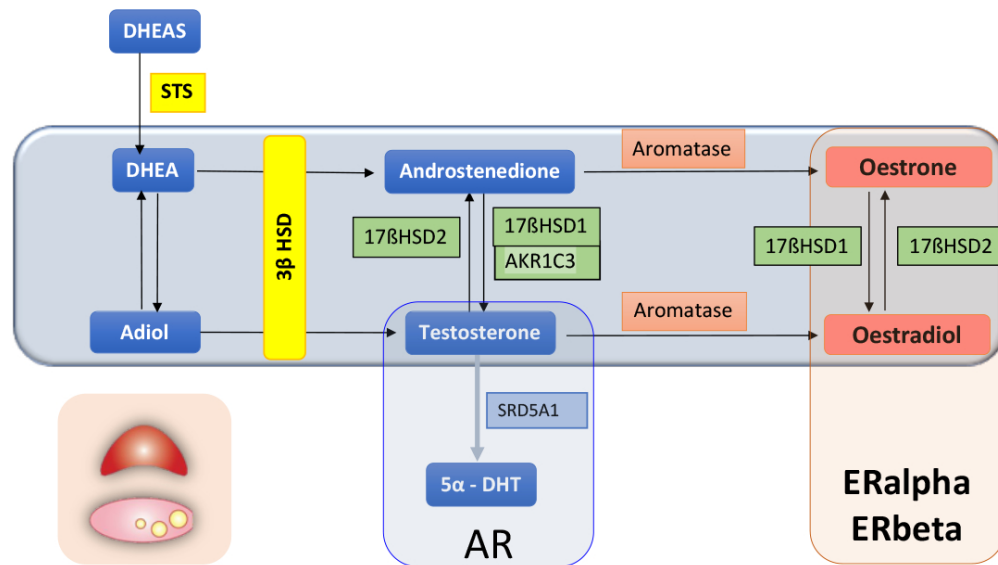 DHEAS
STS
DHEA
3β HSD
Androstenedione
Aromatase
Oestrone
17ßHSD2
17ßHSD1
AKR1C3
17ßHSD1
17ßHSD2
Adiol
Testosterone
Aromatase
Oestradiol
SRD5A1
5α - DHT
AR
ERalpha
ERbeta